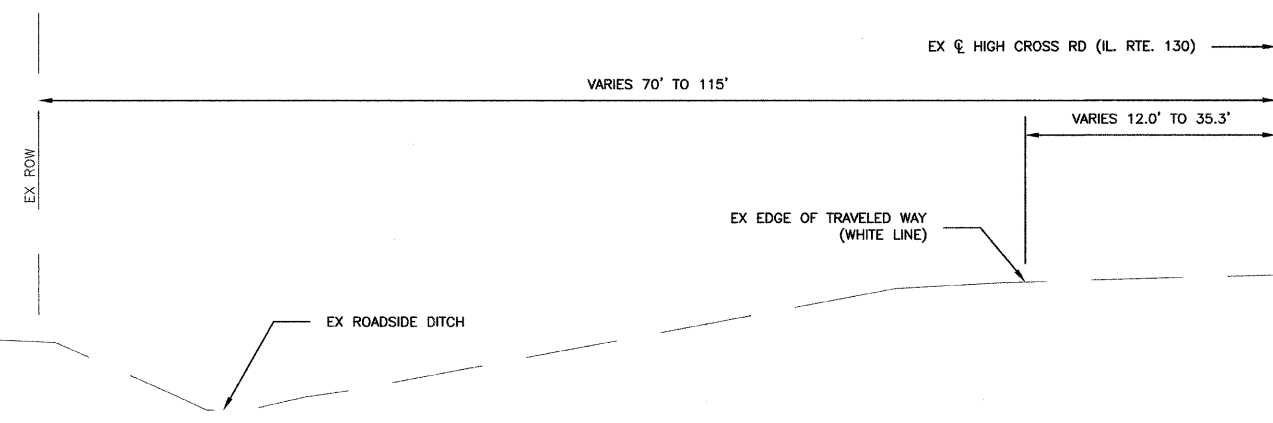 EX ℄ HIGH CROSS RD (IL. RTE. 130)
VARIES 70' TO 115'
VARIES 12.0' TO 35.3'
EX ROW
EX EDGE OF TRAVELED WAY
(WHITE LINE)
EX ROADSIDE DITCH